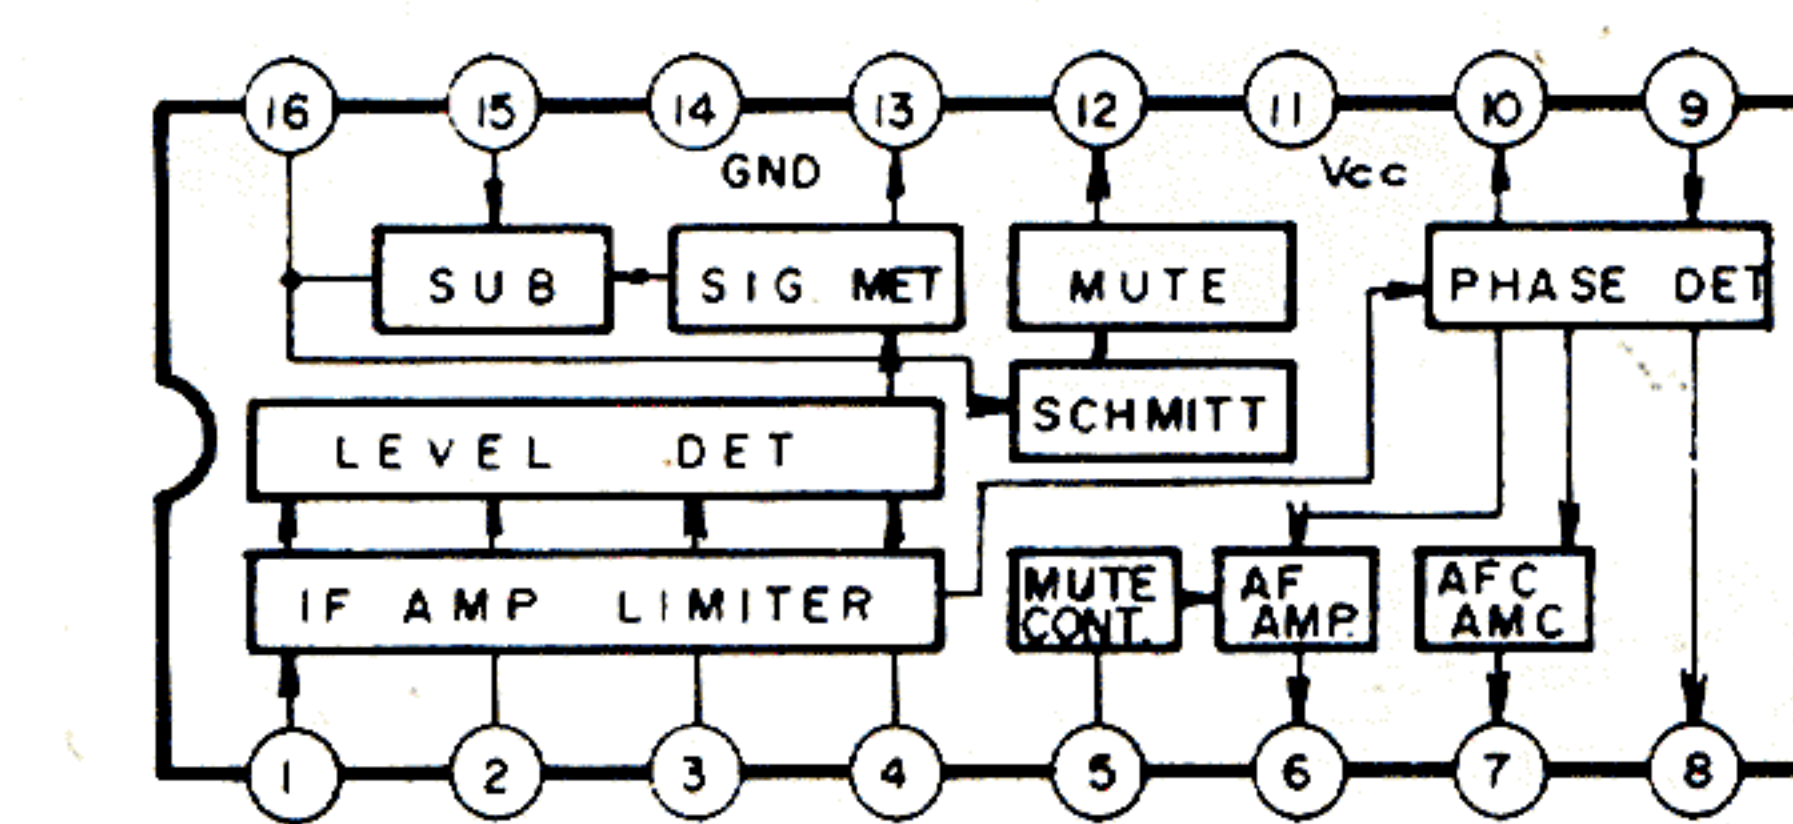 16 15 14 13 12 11 10 9
GND Vcc
SUB SIG MET MUTE PHASE DET
SCHMITT
LEVEL DET
IF AMP LIMITER
MUTE CONT.
AF AMP.
AFC AMC
1 2 3 4 5 6 7 8